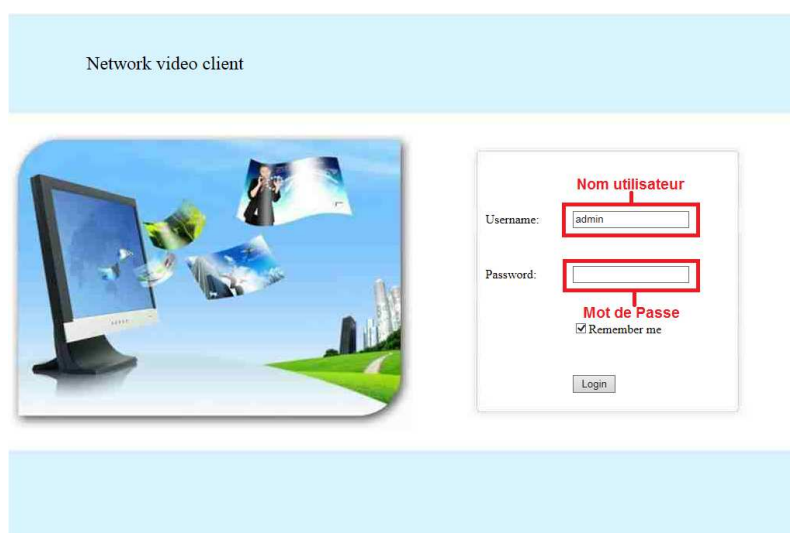 Network video client
Nom utilisateur
Username:
admin
Password:
Mot de Passe
Remember me
Login